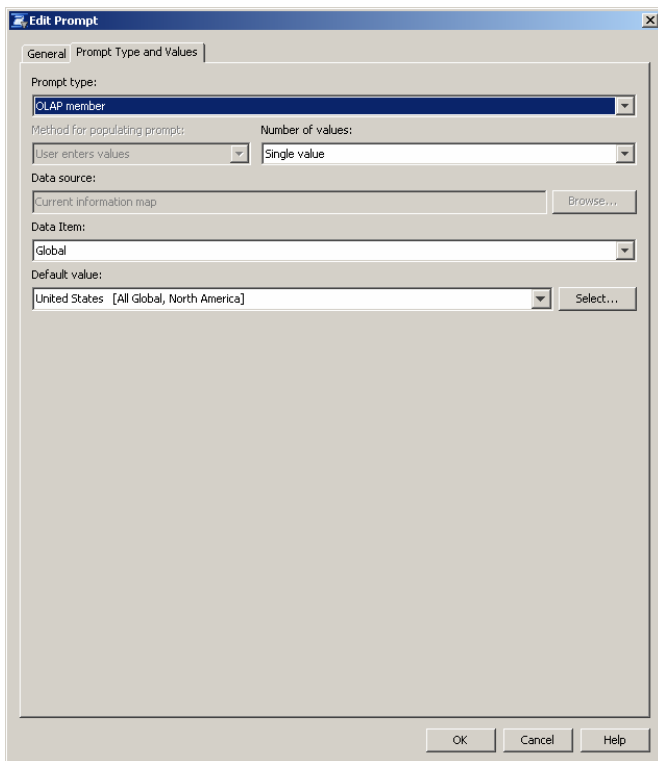 Edit Prompt
General Prompt Type and Values
Prompt type:
OLAP member
Method for populating prompt: Number of values:
User enters values Single value
Data source:
Current information map Browse...
Data Item:
Global
Default value:
United States [All Global, North America] Select...
OK Cancel Help